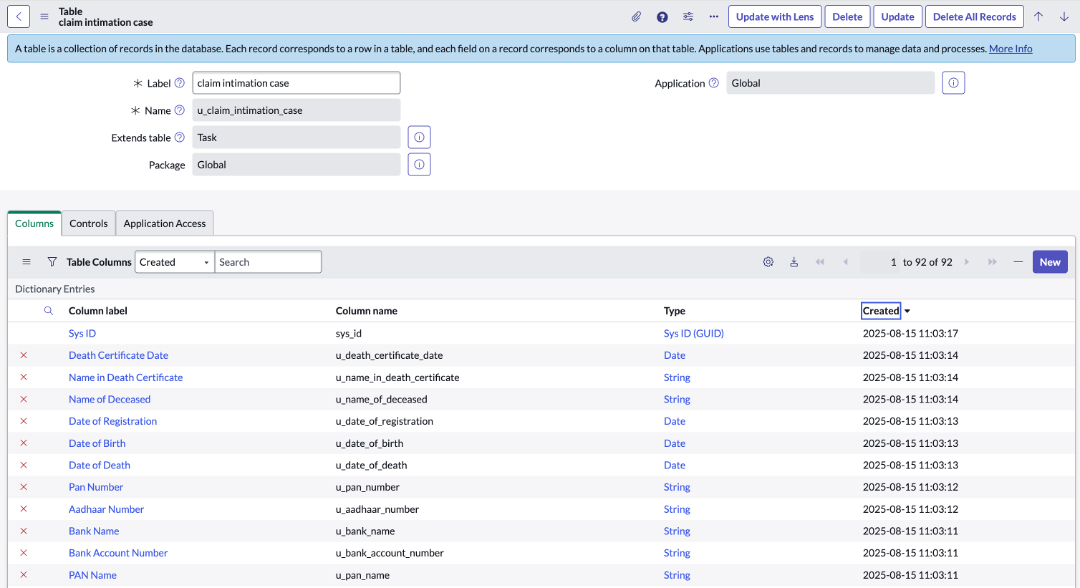 Table
claim intimation case
Update with Lens Delete Update Delete All Records
A table is a collection of records in the database. Each record corresponds to a row in a table, and each field on a record corresponds to a column on that table. Applications use tables and records to manage data and processes. More Info
Label claim intimation case Application Global
Name u_claim_intimation_case
Extends table Task
Package Global
Columns Controls Application Access
Table Columns Created Search 1 to 92 of 92 New
Dictionary Entries
Column label Column name Type Created
Sys ID sys_id Sys ID (GUID) 2025-08-15 11:03:17
Death Certificate Date u_death_certificate_date Date 2025-08-15 11:03:14
Name in Death Certificate u_name_in_death_certificate String 2025-08-15 11:03:14
Name of Deceased u_name_of_deceased String 2025-08-15 11:03:14
Date of Registration u_date_of_registration Date 2025-08-15 11:03:13
Date of Birth u_date_of_birth Date 2025-08-15 11:03:13
Date of Death u_date_of_death Date 2025-08-15 11:03:13
Pan Number u_pan_number String 2025-08-15 11:03:12
Aadhaar Number u_aadhaar_number String 2025-08-15 11:03:12
Bank Name u_bank_name String 2025-08-15 11:03:11
Bank Account Number u_bank_account_number String 2025-08-15 11:03:11
PAN Name u_pan_name String 2025-08-15 11:03:11